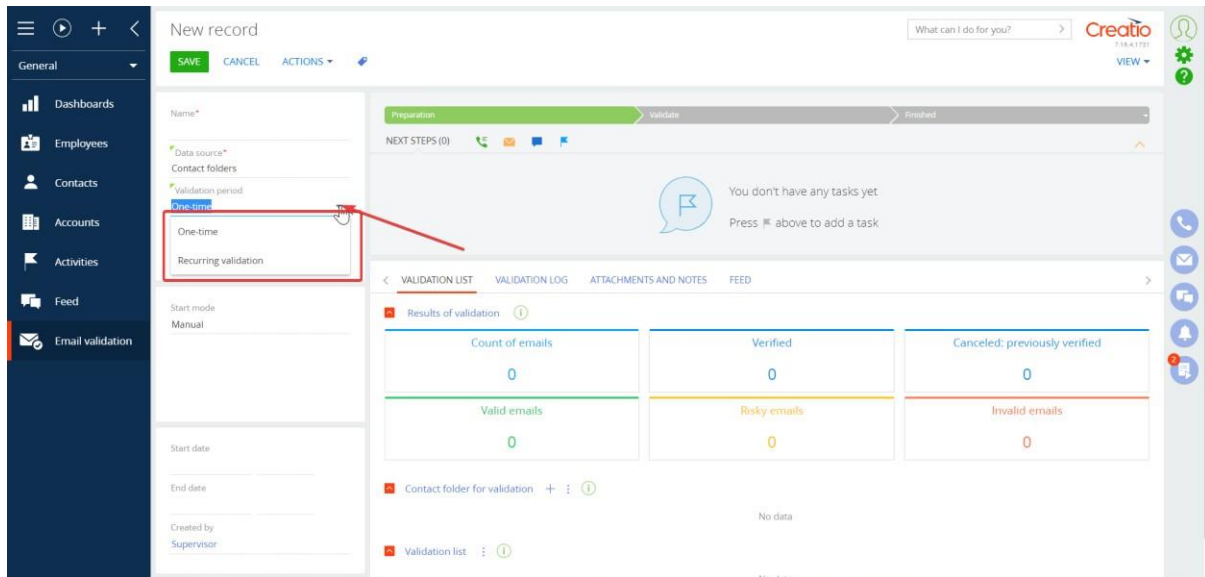 New record
What can I do for you?
Creatio
7.18.4.1731
General
SAVE CANCEL ACTIONS
VIEW
Dashboards
Employees
Contacts
Accounts
Activities
Feed
Email validation
Name*
Data source*
Contact folders
Validation period
One-time
One-time
Recurring validation
Start mode
Manual
Start date
End date
Created by
Supervisor
Preparation Validate Finished
NEXT STEPS (0)
You don't have any tasks yet
Press above to add a task
VALIDATION LIST VALIDATION LOG ATTACHMENTS AND NOTES FEED
Results of validation
Count of emails Verified Canceled: previously verified
0 0 0
Valid emails Risky emails Invalid emails
0 0 0
Contact folder for validation
No data
Validation list
2